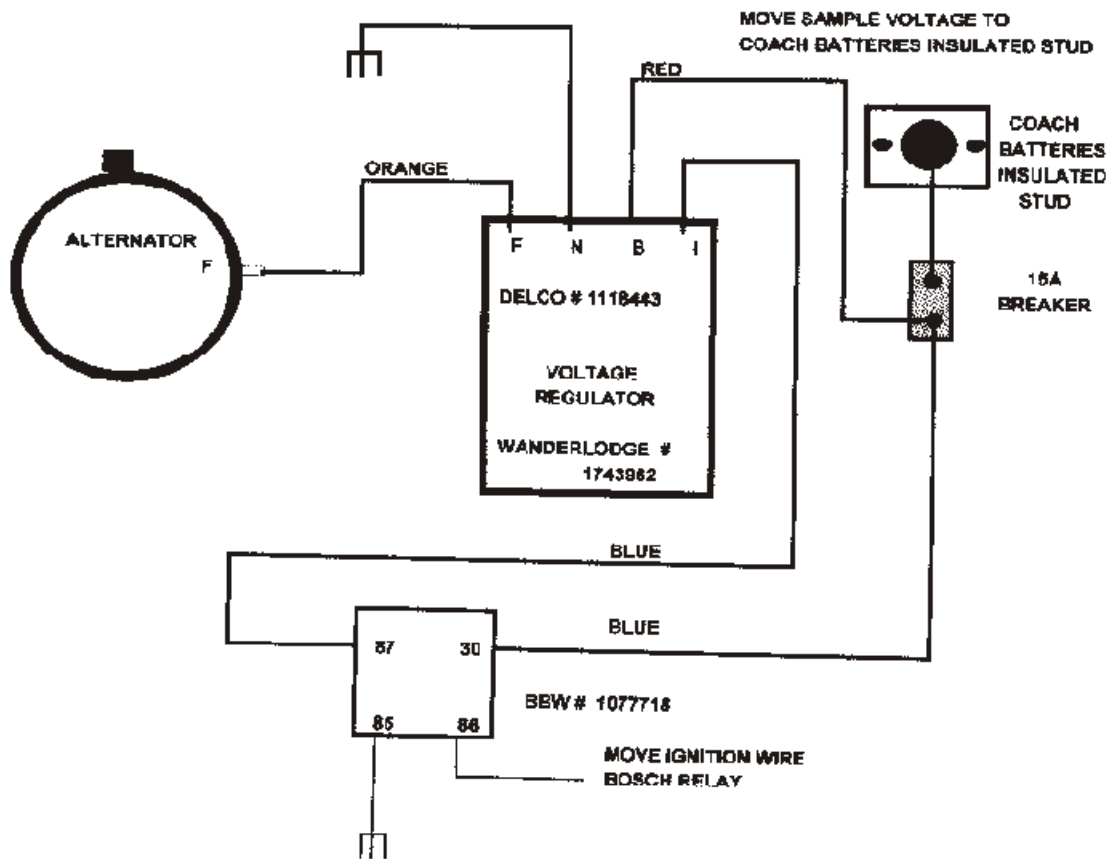 MOVE SAMPLE VOLTAGE TO
COACH BATTERIES INSULATED STUD
RED
COACH
BATTERIES
INSULATED
STUD
ORANGE
ALTERNATOR
F
F N B I
DELCO # 1118443
15A
BREAKER
VOLTAGE
REGULATOR
WANDERLODGE #
1743962
BLUE
BLUE
87 30
BBW # 1077718
85 86
MOVE IGNITION WIRE
BOSCH RELAY